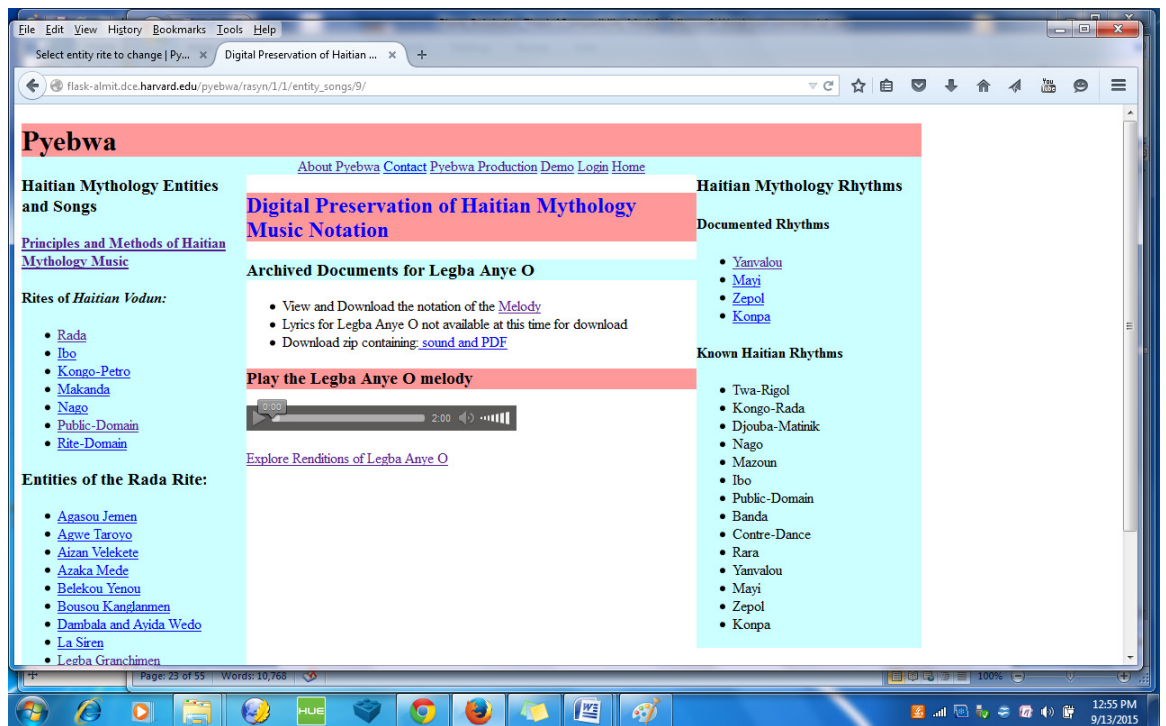 File Edit View History Bookmarks Tools Help
Select entity rite to change | Py... ×
Digital Preservation of Haitian ... × +
flask-almit.dce.harvard.edu/pyebwa/rasyn/1/1/entity_songs/9/
You Tube
Pyebwa
About Pyebwa Contact Pyebwa Production Demo Login Home
Haitian Mythology Entities
and Songs
Principles and Methods of Haitian
Mythology Music
Rites of Haitian Vodun:
• Rada
• Ibo
• Kongo-Petro
• Makanda
• Nago
• Public-Domain
• Rite-Domain
Entities of the Rada Rite:
• Agasou Jemen
• Agwe Taroyo
• Aizan Velekete
• Azaka Mede
• Belekou Yenou
• Bousou Kanglanmen
• Dambala and Ayida Wedo
• La Siren
• Legba Granchimen
Digital Preservation of Haitian Mythology
Music Notation
Archived Documents for Legba Anye O
• View and Download the notation of the Melody
• Lyrics for Legba Anye O not available at this time for download
• Download zip containing: sound and PDF
Play the Legba Anye O melody
0:00
2:00
Explore Renditions of Legba Anye O
Haitian Mythology Rhythms
Documented Rhythms
• Yanvalou
• Mayi
• Zepol
• Konpa
Known Haitian Rhythms
• Twa-Rigol
• Kongo-Rada
• Djouba-Matinik
• Nago
• Mazoun
• Ibo
• Public-Domain
• Banda
• Contre-Dance
• Rara
• Yanvalou
• Mayi
• Zepol
• Konpa
Page: 23 of 55 Words: 10,768
100%
HUE
12:55 PM
9/13/2015